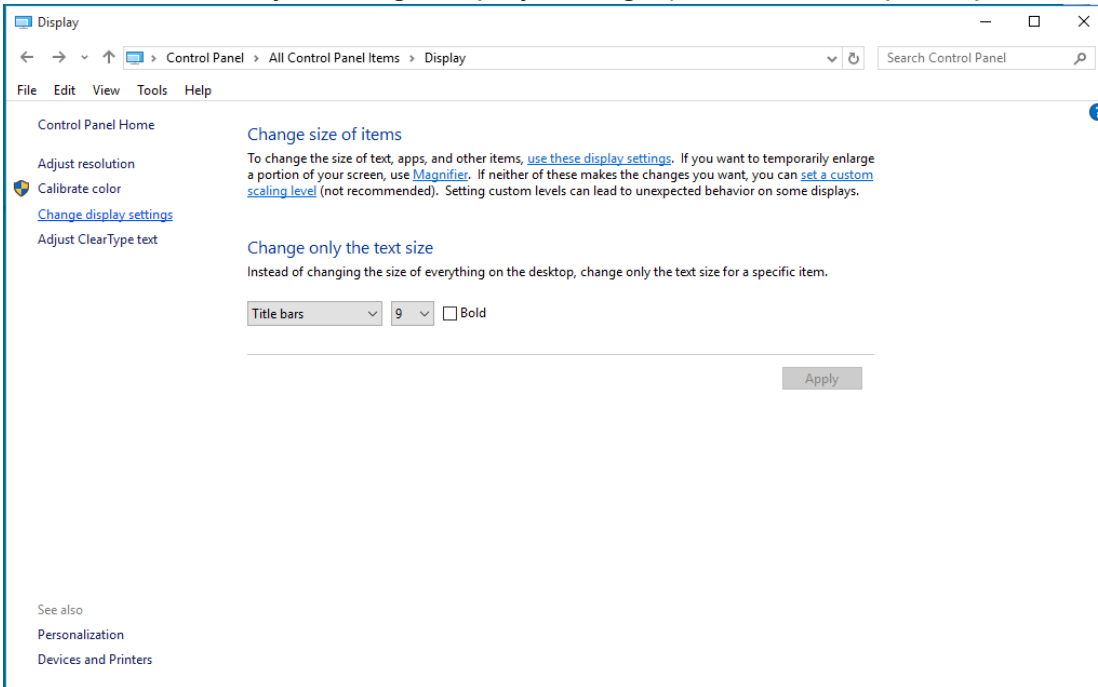 Display
Control Panel > All Control Panel Items > Display
Search Control Panel
File Edit View Tools Help
Control Panel Home
Adjust resolution
Calibrate color
Change display settings
Adjust ClearType text
Change size of items
To change the size of text, apps, and other items, use these display settings. If you want to temporarily enlarge
a portion of your screen, use Magnifier. If neither of these makes the changes you want, you can set a custom
scaling level (not recommended). Setting custom levels can lead to unexpected behavior on some displays.
Change only the text size
Instead of changing the size of everything on the desktop, change only the text size for a specific item.
Title bars 9 Bold
Apply
See also
Personalization
Devices and Printers